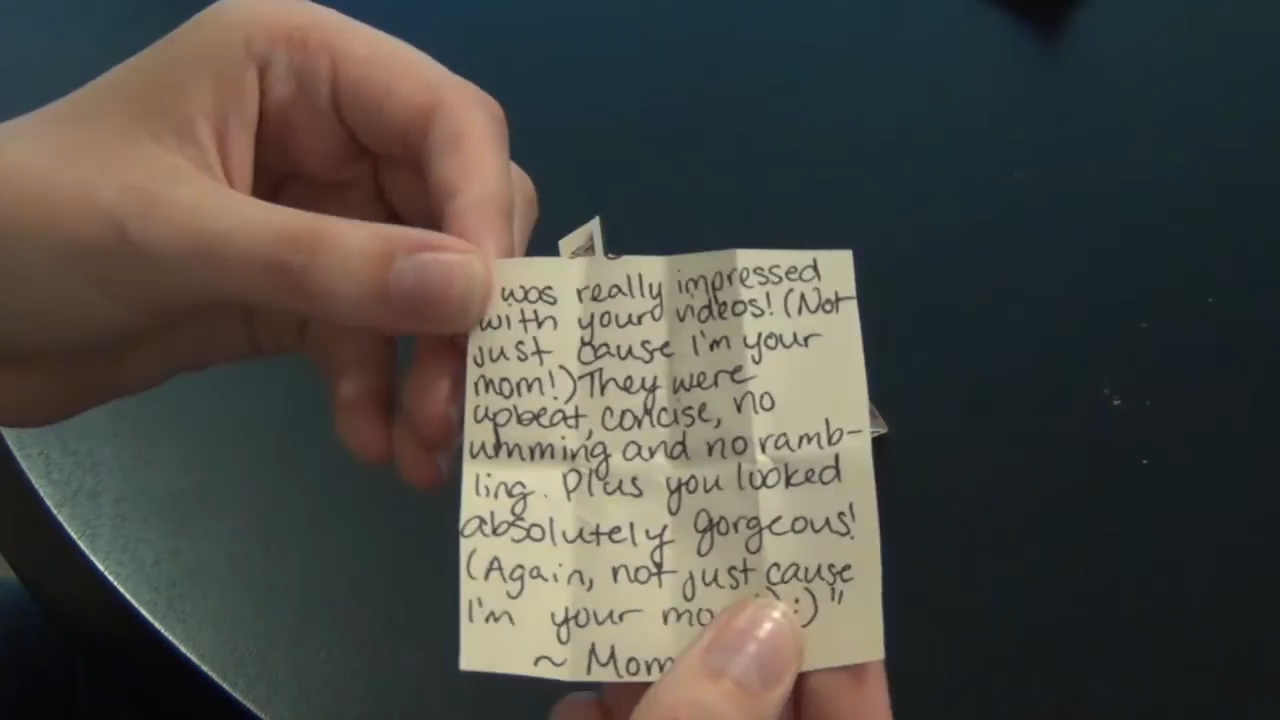 was really impressed
with your videos! (Not
just cause I'm your
mom!) They were
upbeat, concise, no
umming and no ramb-
ling. Plus you looked
absolutely gorgeous!
(Again, not just cause
I'm your mo :) "
~ Mom